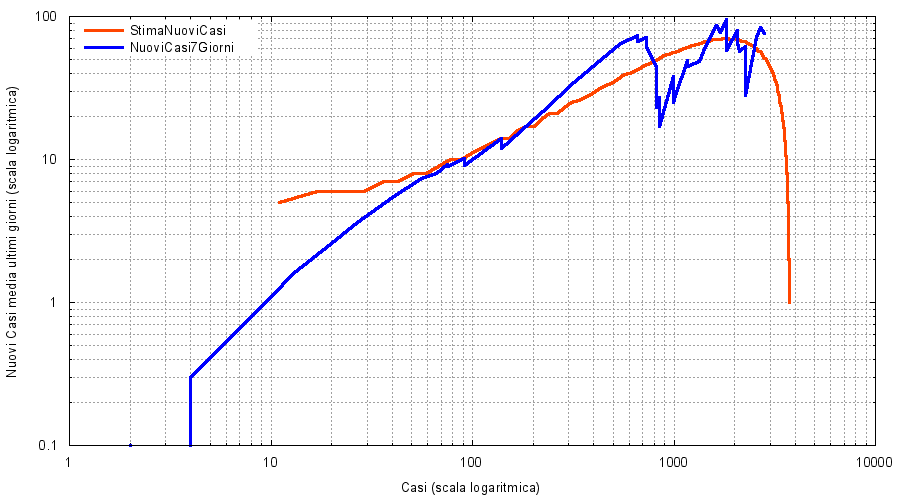 100
10
1
0.1
Nuovi Casi media ultimi giorni (scala logaritmica)
StimaNuoviCasi
NuoviCasi7Giorni
1
10
100
1000
10000
Casi (scala logaritmica)